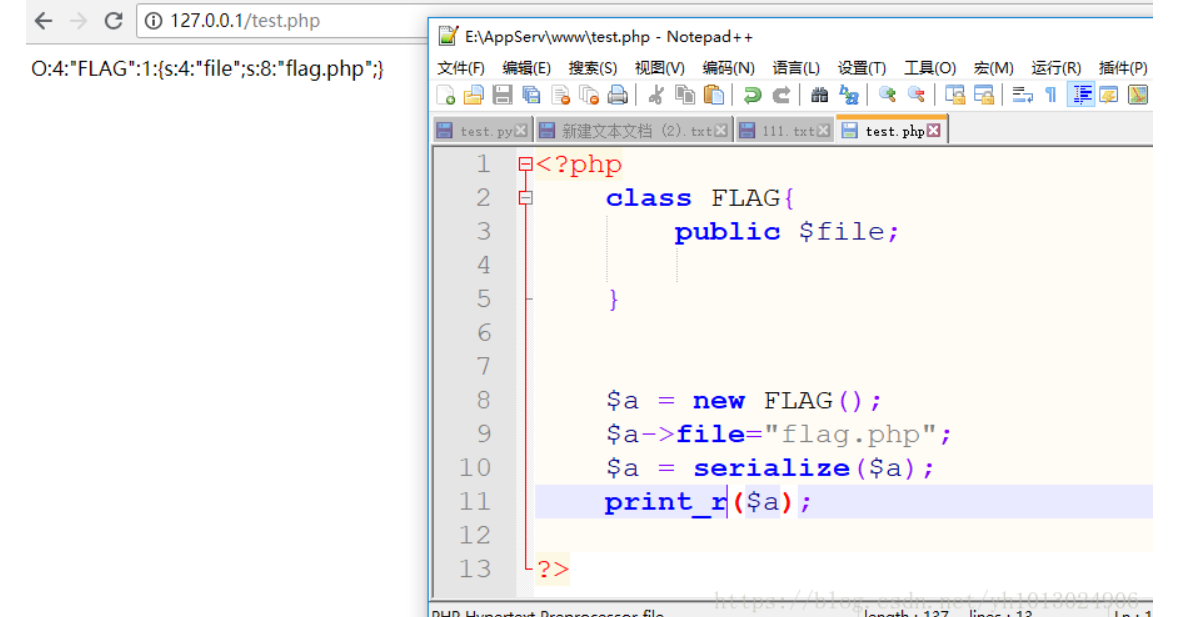 127.0.0.1/test.php
O:4:"FLAG":1:{s:4:"file";s:8:"flag.php";}
E:\AppServ\www\test.php - Notepad++
文件(F) 编辑(E) 搜索(S) 视图(V) 编码(N) 语言(L) 设置(T) 工具(O) 宏(M) 运行(R) 插件(P)
test.py 新建文本文档 (2).txt 111.txt test.php
1 <?php
2 class FLAG{
3 public $file;
4
5 }
6
7
8 $a = new FLAG();
9 $a->file="flag.php";
10 $a = serialize($a);
11 print_r($a);
12
13 ?>
https://blog.csdn.net/yh1013024906
PHP Hypertext Preprocessor file length : 137 lines : 13 Ln : 1